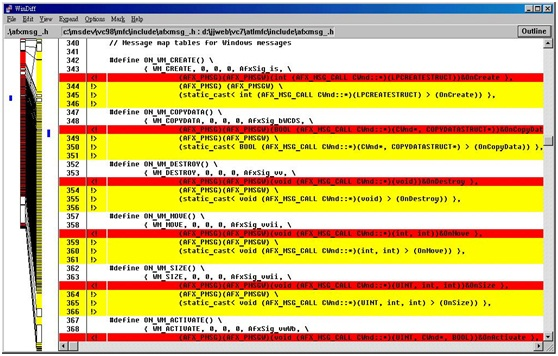 WinDiff
File Edit View Expand Options Mark Help
.\afxmsg_.h
c:\msdev\vc98\mfc\include\afxmsg_.h : d:\jjweb\vc7\atlmfc\include\afxmsg_.h
Outline
340 // Message map tables for Windows messages
341
342 #define ON_WM_CREATE() \
343 { WM_CREATE, 0, 0, 0, AfxSig_is, \
<! (AFX_PMSG)(AFX_PMSGW)(int (AFX_MSG_CALL CWnd::*)(LPCREATESTRUCT))&OnCreate },
344 !> (AFX_PMSG) (AFX_PMSGW) \
345 !> (static_cast< int (AFX_MSG_CALL CWnd::*)(LPCREATESTRUCT) > (OnCreate)) },
346 !>
347 #define ON_WM_COPYDATA() \
348 { WM_COPYDATA, 0, 0, 0, AfxSig_bWCDS, \
<! (AFX_PMSG)(AFX_PMSGW)(BOOL (AFX_MSG_CALL CWnd::*)(CWnd*, COPYDATASTRUCT*))&OnCopyData
349 !> (AFX_PMSG)(AFX_PMSGW) \
350 !> (static_cast< BOOL (AFX_MSG_CALL CWnd::*)(CWnd*, COPYDATASTRUCT*) > (OnCopyData)) },
351 !>
352 #define ON_WM_DESTROY() \
353 { WM_DESTROY, 0, 0, 0, AfxSig_vv, \
<! (AFX_PMSG)(AFX_PMSGW)(void (AFX_MSG_CALL CWnd::*)(void))&OnDestroy },
354 !> (AFX_PMSG)(AFX_PMSGW) \
355 !> (static_cast< void (AFX_MSG_CALL CWnd::*)(void) > (OnDestroy)) },
356 !>
357 #define ON_WM_MOVE() \
358 { WM_MOVE, 0, 0, 0, AfxSig_vvii, \
<! (AFX_PMSG)(AFX_PMSGW)(void (AFX_MSG_CALL CWnd::*)(int, int))&OnMove },
359 !> (AFX_PMSG)(AFX_PMSGW) \
360 !> (static_cast< void (AFX_MSG_CALL CWnd::*)(int, int) > (OnMove)) },
361 !>
362 #define ON_WM_SIZE() \
363 { WM_SIZE, 0, 0, 0, AfxSig_vwii, \
<! (AFX_PMSG)(AFX_PMSGW)(void (AFX_MSG_CALL CWnd::*)(UINT, int, int))&OnSize },
364 !> (AFX_PMSG)(AFX_PMSGW) \
365 !> (static_cast< void (AFX_MSG_CALL CWnd::*)(UINT, int, int) > (OnSize)) },
366 !>
367 #define ON_WM_ACTIVATE() \
368 { WM_ACTIVATE, 0, 0, 0, AfxSig_vwWb, \
<! (AFX_PMSG)(AFX_PMSGW)(void (AFX_MSG_CALL CWnd::*)(UINT, CWnd*, BOOL))&OnActivate },